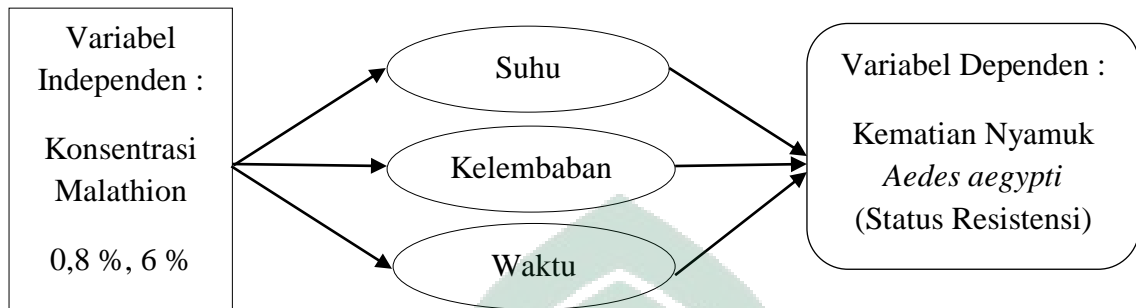 Variabel
Independen :
Konsentrasi
Malathion
0,8 %, 6 %
Suhu
Kelembaban
Waktu
Variabel Dependen :
Kematian Nyamuk
Aedes aegypti
(Status Resistensi)